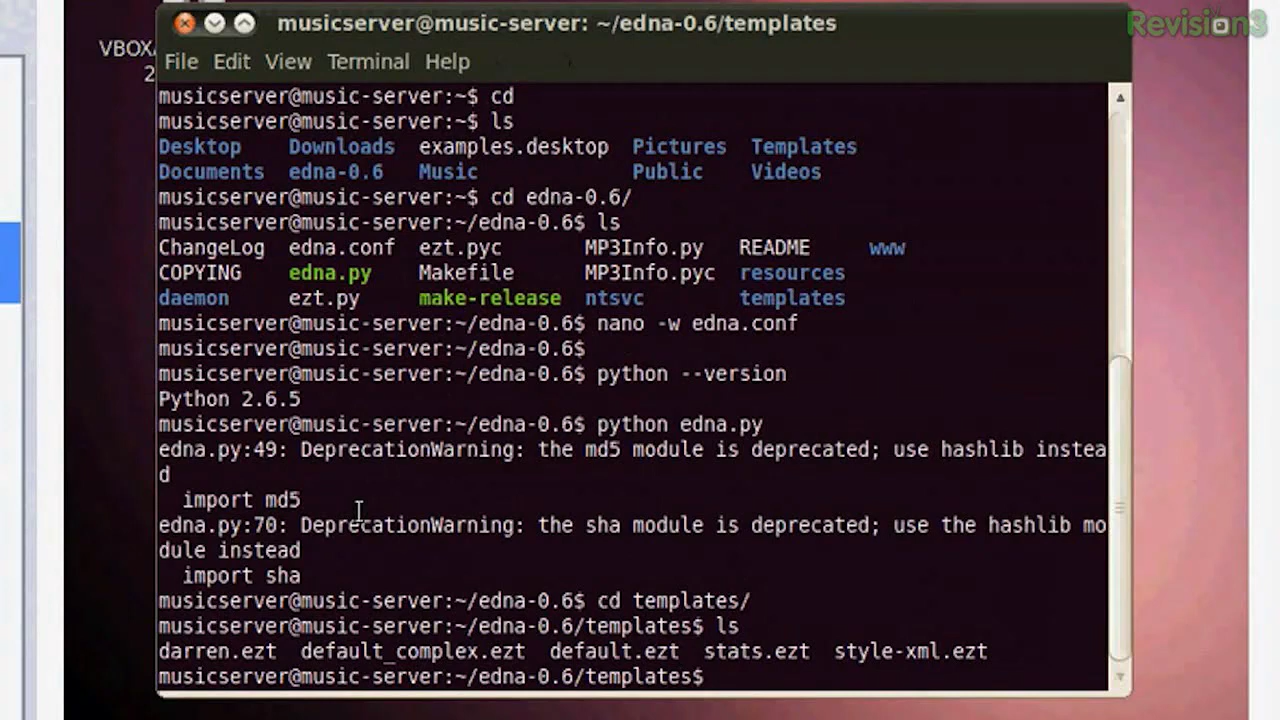 Revision3
VBOXA
2
musicserver@music-server: ~/edna-0.6/templates
File Edit View Terminal Help
musicserver@music-server:~$ cd
musicserver@music-server:~$ ls
Desktop Downloads examples.desktop Pictures Templates
Documents edna-0.6 Music Public Videos
musicserver@music-server:~$ cd edna-0.6/
musicserver@music-server:~/edna-0.6$ ls
ChangeLog edna.conf ezt.pyc MP3Info.py README www
COPYING edna.py Makefile MP3Info.pyc resources
daemon ezt.py make-release ntsvc templates
musicserver@music-server:~/edna-0.6$ nano -w edna.conf
musicserver@music-server:~/edna-0.6$
musicserver@music-server:~/edna-0.6$ python --version
Python 2.6.5
musicserver@music-server:~/edna-0.6$ python edna.py
edna.py:49: DeprecationWarning: the md5 module is deprecated; use hashlib instea
d
import md5
edna.py:70: DeprecationWarning: the sha module is deprecated; use the hashlib mo
dule instead
import sha
musicserver@music-server:~/edna-0.6$ cd templates/
musicserver@music-server:~/edna-0.6/templates$ ls
darren.ezt default_complex.ezt default.ezt stats.ezt style-xml.ezt
musicserver@music-server:~/edna-0.6/templates$